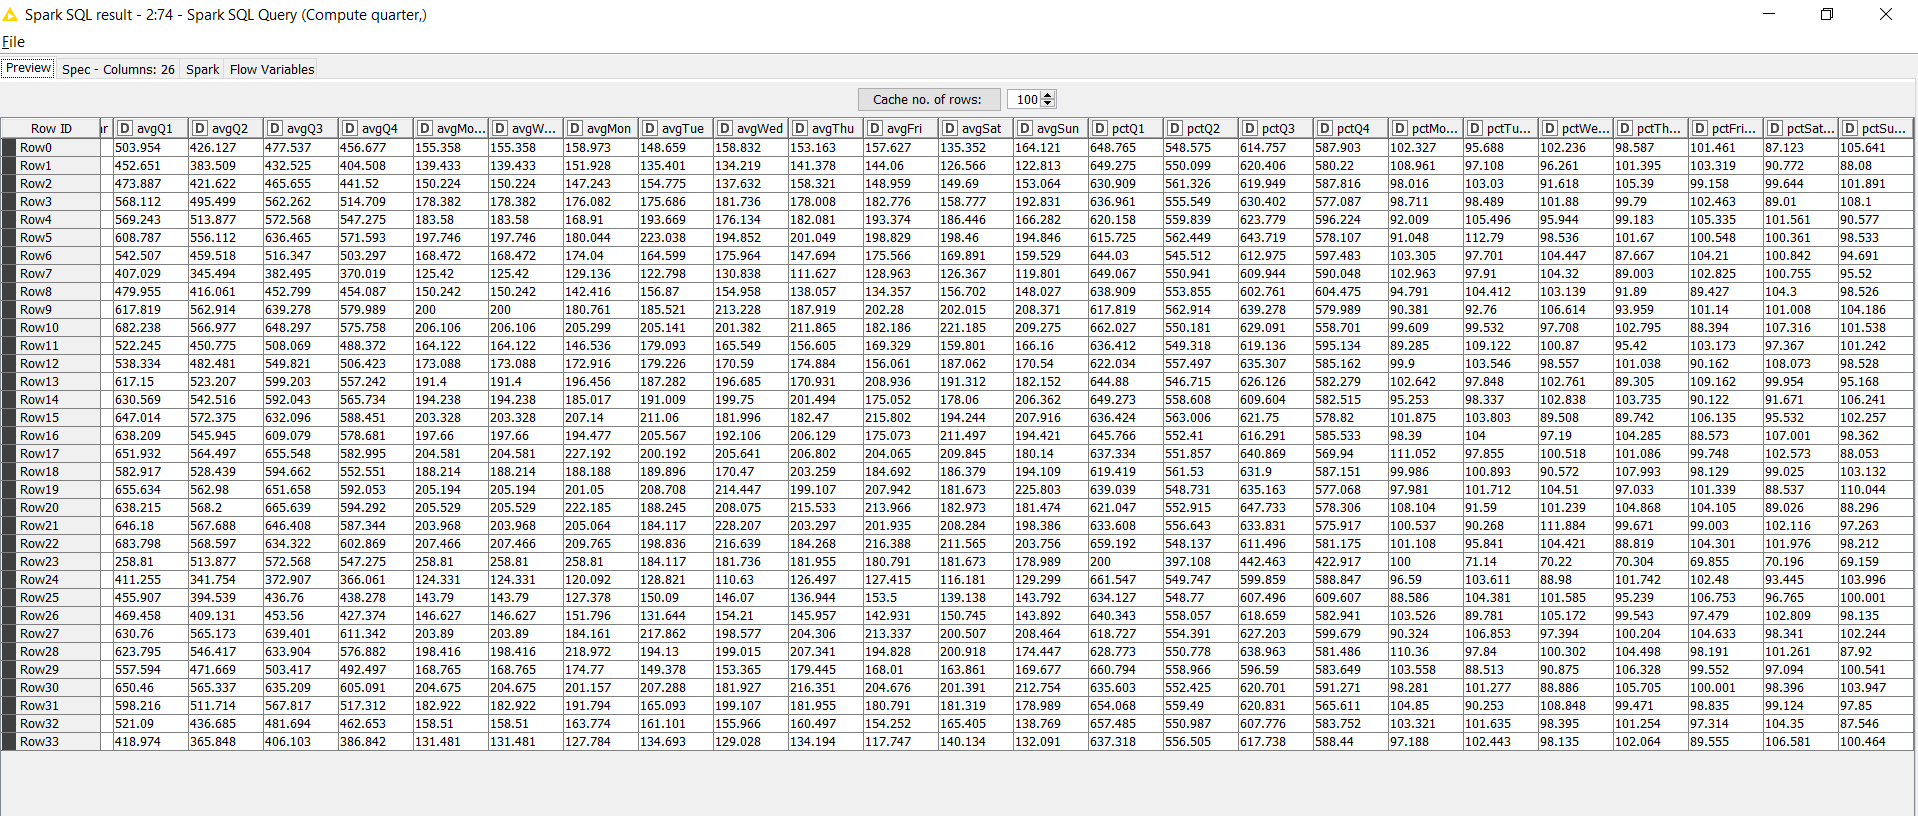 Spark SQL result - 2:74 - Spark SQL Query (Compute quarter,)
File
Preview Spec - Columns: 26 Spark Flow Variables
Cache no. of rows: 100
Row ID ır D avgQ1 D avgQ2 D avgQ3 D avgQ4 D avgMo... D avgW... D avgMon D avgTue D avgWed D avgThu D avgFri D avgSat D avgSun D pctQ1 D pctQ2 D pctQ3 D pctQ4 D pctMo... D pctTu... D pctWe... D pctTh... D pctFri... D pctSat... D pctSu...
Row0 503.954 426.127 477.537 456.677 155.358 155.358 158.973 148.659 158.832 153.163 157.627 135.352 164.121 648.765 548.575 614.757 587.903 102.327 95.688 102.236 98.587 101.461 87.123 105.641
Row1 452.651 383.509 432.525 404.508 139.433 139.433 151.928 135.401 134.219 141.378 144.06 126.566 122.813 649.275 550.099 620.406 580.22 108.961 97.108 96.261 101.395 103.319 90.772 88.08
Row2 473.887 421.622 465.655 441.52 150.224 150.224 147.243 154.775 137.632 158.321 148.959 149.69 153.064 630.909 561.326 619.949 587.816 98.016 103.03 91.618 105.39 99.158 99.644 101.891
Row3 568.112 495.499 562.262 514.709 178.382 178.382 176.082 175.686 181.736 178.008 182.776 158.777 192.831 636.961 555.549 630.402 577.087 98.711 98.489 101.88 99.79 102.463 89.01 108.1
Row4 569.243 513.877 572.568 547.275 183.58 183.58 168.91 193.669 176.134 182.081 193.374 186.446 166.282 620.158 559.839 623.779 596.224 92.009 105.496 95.944 99.183 105.335 101.561 90.577
Row5 608.787 556.112 636.465 571.593 197.746 197.746 180.044 223.038 194.852 201.049 198.829 198.46 194.846 615.725 562.449 643.719 578.107 91.048 112.79 98.536 101.67 100.548 100.361 98.533
Row6 542.507 459.518 516.347 503.297 168.472 168.472 174.04 164.599 175.964 147.694 175.566 169.891 159.529 644.03 545.512 612.975 597.483 103.305 97.701 104.447 87.667 104.21 100.842 94.691
Row7 407.029 345.494 382.495 370.019 125.42 125.42 129.136 122.798 130.838 111.627 128.963 126.367 119.801 649.067 550.941 609.944 590.048 102.963 97.91 104.32 89.003 102.825 100.755 95.52
Row8 479.955 416.061 452.799 454.087 150.242 150.242 142.416 156.87 154.958 138.057 134.357 156.702 148.027 638.909 553.855 602.761 604.475 94.791 104.412 103.139 91.89 89.427 104.3 98.526
Row9 617.819 562.914 639.278 579.989 200 200 180.761 185.521 213.228 187.919 202.28 202.015 208.371 617.819 562.914 639.278 579.989 90.381 92.76 106.614 93.959 101.14 101.008 104.186
Row10 682.238 566.977 648.297 575.758 206.106 206.106 205.299 205.141 201.382 211.865 182.186 221.185 209.275 662.027 550.181 629.091 558.701 99.609 99.532 97.708 102.795 88.394 107.316 101.538
Row11 522.245 450.775 508.069 488.372 164.122 164.122 146.536 179.093 165.549 156.605 169.329 159.801 166.16 636.412 549.318 619.136 595.134 89.285 109.122 100.87 95.42 103.173 97.367 101.242
Row12 538.334 482.481 549.821 506.423 173.088 173.088 172.916 179.226 170.59 174.884 156.061 187.062 170.54 622.034 557.497 635.307 585.162 99.9 103.546 98.557 101.038 90.162 108.073 98.528
Row13 617.15 523.207 599.203 557.242 191.4 191.4 196.456 187.282 196.685 170.931 208.936 191.312 182.152 644.88 546.715 626.126 582.279 102.642 97.848 102.761 89.305 109.162 99.954 95.168
Row14 630.569 542.516 592.043 565.734 194.238 194.238 185.017 191.009 199.75 201.494 175.052 178.06 206.362 649.273 558.608 609.604 582.515 95.253 98.337 102.838 103.735 90.122 91.671 106.241
Row15 647.014 572.375 632.096 588.451 203.328 203.328 207.14 211.06 181.996 182.47 215.802 194.244 207.916 636.424 563.006 621.75 578.82 101.875 103.803 89.508 89.742 106.135 95.532 102.257
Row16 638.209 545.945 609.079 578.681 197.66 197.66 194.477 205.567 192.106 206.129 175.073 211.497 194.421 645.766 552.41 616.291 585.533 98.39 104 97.19 104.285 88.573 107.001 98.362
Row17 651.932 564.497 655.548 582.995 204.581 204.581 227.192 200.192 205.641 206.802 204.065 209.845 180.14 637.334 551.857 640.869 569.94 111.052 97.855 100.518 101.086 99.748 102.573 88.053
Row18 582.917 528.439 594.662 552.551 188.214 188.214 188.188 189.896 170.47 203.259 184.692 186.379 194.109 619.419 561.53 631.9 587.151 99.986 100.893 90.572 107.993 98.129 99.025 103.132
Row19 655.634 562.98 651.658 592.053 205.194 205.194 201.05 208.708 214.447 199.107 207.942 181.673 225.803 639.039 548.731 635.163 577.068 97.981 101.712 104.51 97.033 101.339 88.537 110.044
Row20 638.215 568.2 665.639 594.292 205.529 205.529 222.185 188.245 208.075 215.533 213.966 182.973 181.474 621.047 552.915 647.733 578.306 108.104 91.59 101.239 104.868 104.105 89.026 88.296
Row21 646.18 567.688 646.408 587.344 203.968 203.968 205.064 184.117 228.207 203.297 201.935 208.284 198.386 633.608 556.643 633.831 575.917 100.537 90.268 111.884 99.671 99.003 102.116 97.263
Row22 683.798 568.597 634.322 602.869 207.466 207.466 209.765 198.836 216.639 184.268 216.388 211.565 203.756 659.192 548.137 611.496 581.175 101.108 95.841 104.421 88.819 104.301 101.976 98.212
Row23 258.81 513.877 572.568 547.275 258.81 258.81 258.81 184.117 181.736 181.955 180.791 181.673 178.989 200 397.108 442.463 422.917 100 71.14 70.22 70.304 69.855 70.196 69.159
Row24 411.255 341.754 372.907 366.061 124.331 124.331 120.092 128.821 110.63 126.497 127.415 116.181 129.299 661.547 549.747 599.859 588.847 96.59 103.611 88.98 101.742 102.48 93.445 103.996
Row25 455.907 394.539 436.76 438.278 143.79 143.79 127.378 150.09 146.07 136.944 153.5 139.138 143.792 634.127 548.77 607.496 609.607 88.586 104.381 101.585 95.239 106.753 96.765 100.001
Row26 469.458 409.131 453.56 427.374 146.627 146.627 151.796 131.644 154.21 145.957 142.931 150.745 143.892 640.343 558.057 618.659 582.941 103.526 89.781 105.172 99.543 97.479 102.809 98.135
Row27 630.76 565.173 639.401 611.342 203.89 203.89 184.161 217.862 198.577 204.306 213.337 200.507 208.464 618.727 554.391 627.203 599.679 90.324 106.853 97.394 100.204 104.633 98.341 102.244
Row28 623.795 546.417 633.904 576.882 198.416 198.416 218.972 194.13 199.015 207.341 194.828 200.918 174.447 628.773 550.778 638.963 581.486 110.36 97.84 100.302 104.498 98.191 101.261 87.92
Row29 557.594 471.669 503.417 492.497 168.765 168.765 174.77 149.378 153.365 179.445 168.01 163.861 169.677 660.794 558.966 596.59 583.649 103.558 88.513 90.875 106.328 99.552 97.094 100.541
Row30 650.46 565.337 635.209 605.091 204.675 204.675 201.157 207.288 181.927 216.351 204.676 201.391 212.754 635.603 552.425 620.701 591.271 98.281 101.277 88.886 105.705 100.001 98.396 103.947
Row31 598.216 511.714 567.817 517.312 182.922 182.922 191.794 165.093 199.107 181.955 180.791 181.319 178.989 654.068 559.49 620.831 565.611 104.85 90.253 108.848 99.471 98.835 99.124 97.85
Row32 521.09 436.685 481.694 462.653 158.51 158.51 163.774 161.101 155.966 160.497 154.252 165.405 138.769 657.485 550.987 607.776 583.752 103.321 101.635 98.395 101.254 97.314 104.35 87.546
Row33 418.974 365.848 406.103 386.842 131.481 131.481 127.784 134.693 129.028 134.194 117.747 140.134 132.091 637.318 556.505 617.738 588.44 97.188 102.443 98.135 102.064 89.555 106.581 100.464